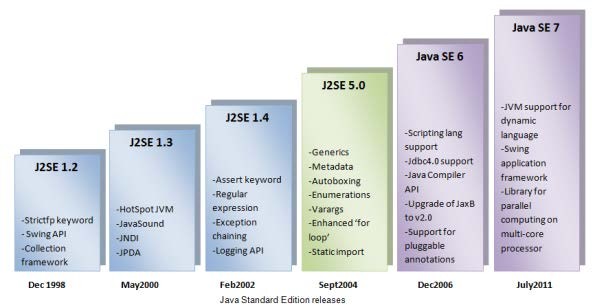 J2SE 1.2
-Strictfp keyword
- Swing API
-Collection
framework
Dec 1998
J2SE 1.3
-HotSpot JVM
-JavaSound
-JNDI
-JPDA
May2000
J2SE 1.4
-Assert keyword
-Regular
expression
-Exception
chaining
-Logging API
Feb2002
J2SE 5.0
-Generics
-Metadata
-Autoboxing
-Enumerations
-Varargs
-Enhanced ‘for
loop’
-Static import
Sept2004
Java SE 6
-Scripting lang
support
-Jdbc4.0 support
-Java Compiler
API
-Upgrade of JaxB
to v2.0
-Support for
pluggable
annotations
Dec2006
Java SE 7
-JVM support for
dynamic
language
-Swing
application
framework
-Library for
parallel
computing on
multi-core
processor
July2011
Java Standard Edition releases